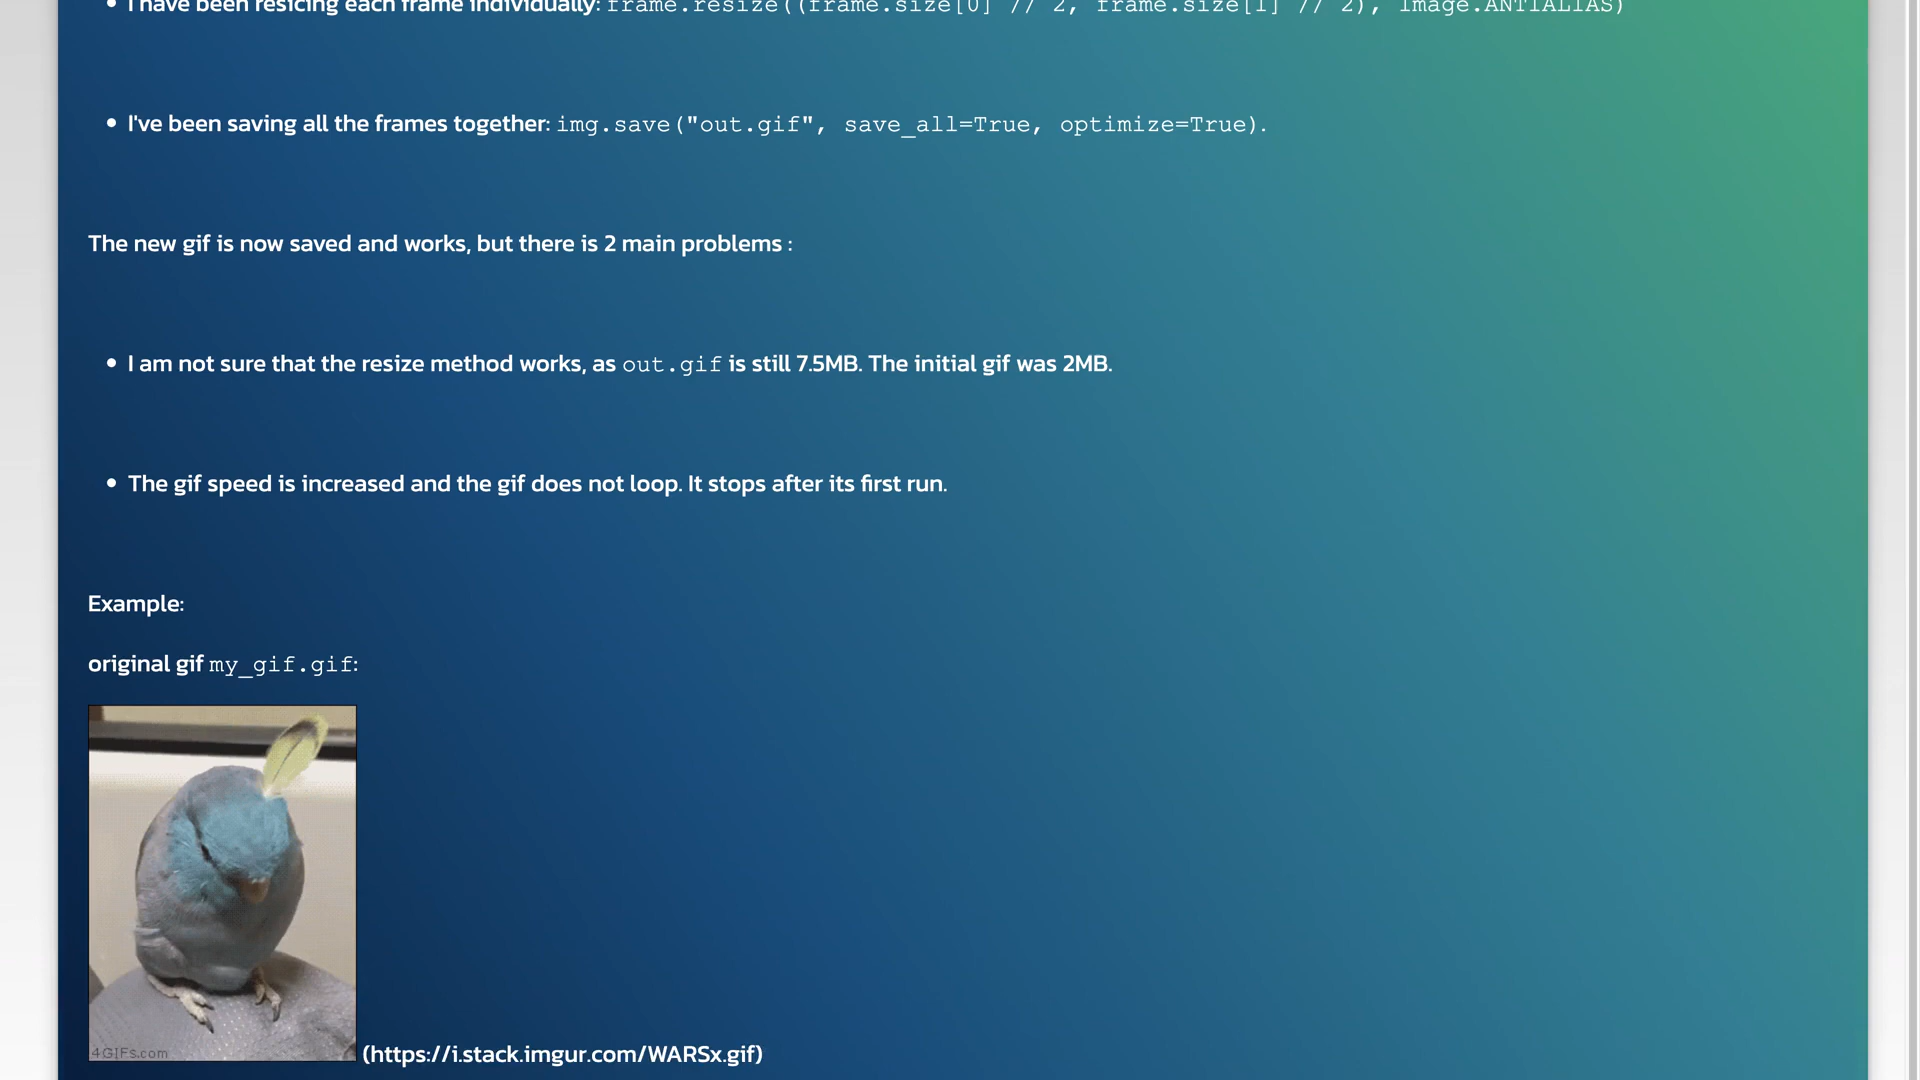 I have been resicing each frame individually: frame.resize((frame.size[0] // 2, frame.size[1] // 2), Image.ANTIALIAS)
I've been saving all the frames together: img.save("out.gif", save_all=True, optimize=True).
The new gif is now saved and works, but there is 2 main problems :
I am not sure that the resize method works, as out.gif is still 7.5MB. The initial gif was 2MB.
The gif speed is increased and the gif does not loop. It stops after its first run.
Example:
original gif my_gif.gif:
4GIFs.com
(https://i.stack.imgur.com/WARSx.gif)